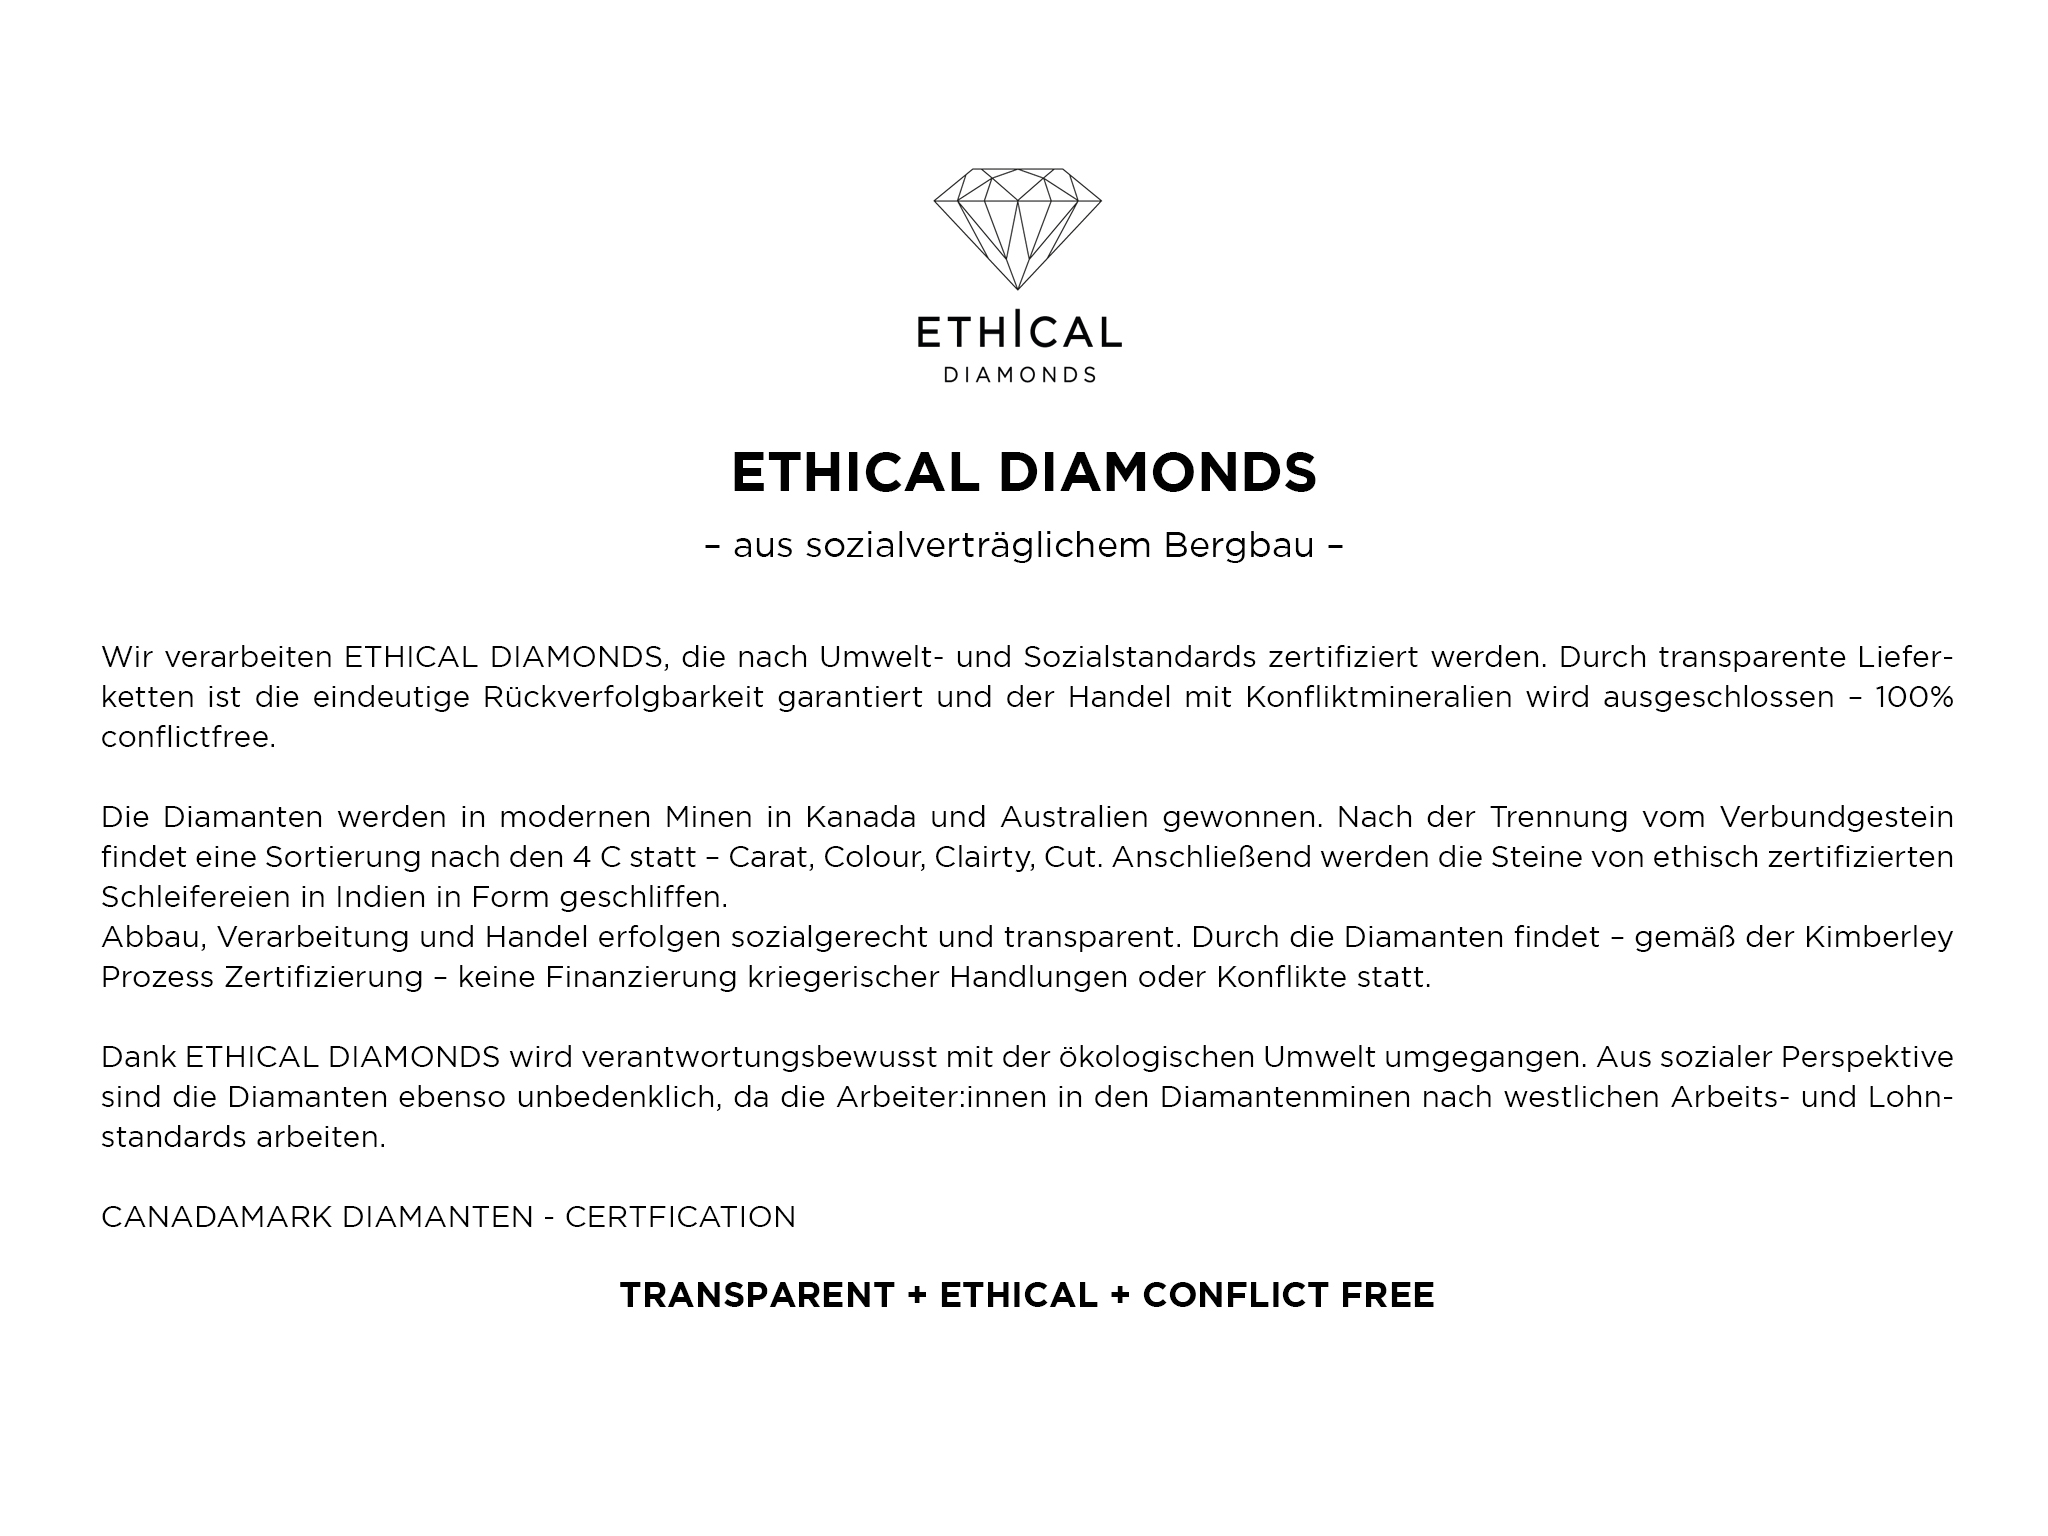 ETHICAL
DIAMONDS
ETHICAL DIAMONDS
– aus sozialverträglichem Bergbau –
Wir verarbeiten ETHICAL DIAMONDS, die nach Umwelt- und Sozialstandards zertifiziert werden. Durch transparente Liefer-
ketten ist die eindeutige Rückverfolgbarkeit garantiert und der Handel mit Konfliktmineralien wird ausgeschlossen – 100%
conflictfree.
Die Diamanten werden in modernen Minen in Kanada und Australien gewonnen. Nach der Trennung vom Verbundgestein
findet eine Sortierung nach den 4 C statt – Carat, Colour, Clairty, Cut. Anschließend werden die Steine von ethisch zertifizierten
Schleifereien in Indien in Form geschliffen.
Abbau, Verarbeitung und Handel erfolgen sozialgerecht und transparent. Durch die Diamanten findet – gemäß der Kimberley
Prozess Zertifizierung – keine Finanzierung kriegerischer Handlungen oder Konflikte statt.
Dank ETHICAL DIAMONDS wird verantwortungsbewusst mit der ökologischen Umwelt umgegangen. Aus sozialer Perspektive
sind die Diamanten ebenso unbedenklich, da die Arbeiter:innen in den Diamantenminen nach westlichen Arbeits- und Lohn-
standards arbeiten.
CANADAMARK DIAMANTEN - CERTFICATION
TRANSPARENT + ETHICAL + CONFLICT FREE